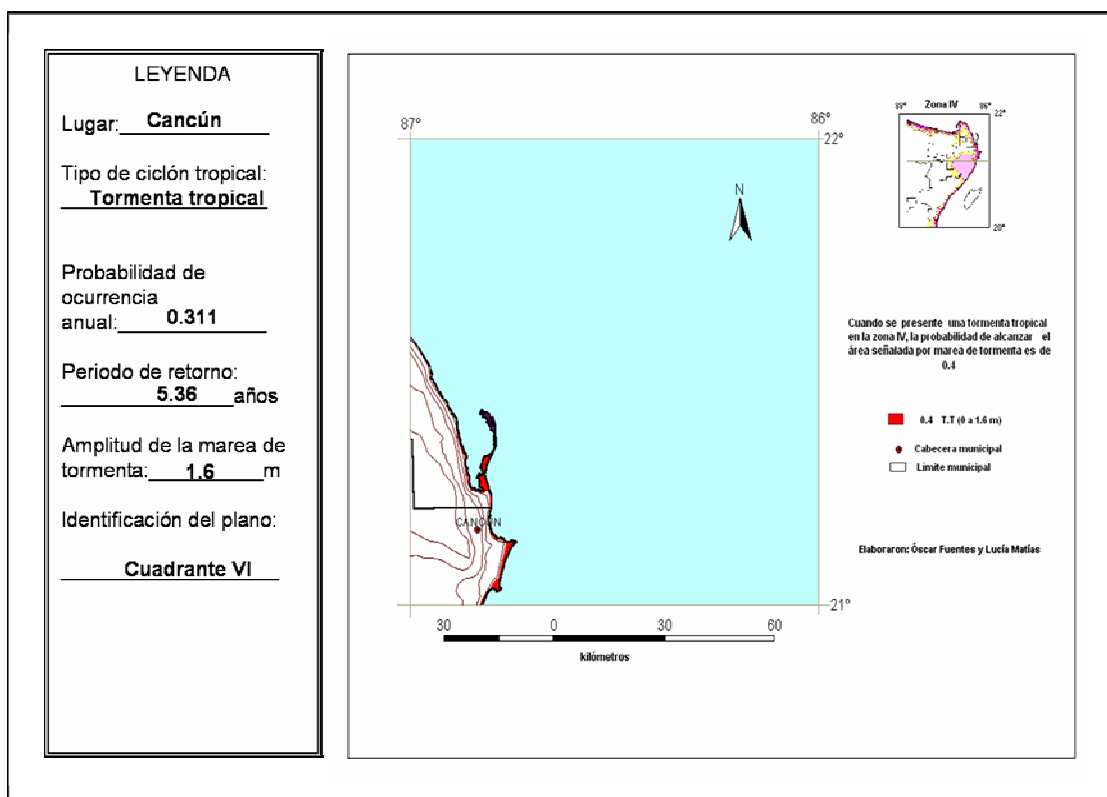 LEYENDA
Lugar: Cancún
Tipo de ciclón tropical:
Tormenta tropical
Probabilidad de
ocurrencia
anual: 0.311
Periodo de retorno:
5.36 años
Amplitud de la marea de
tormenta: 1.6 m
Identificación del plano:
Cuadrante VI
87°
86°
22°
N
CANCÚN
21°
30 0 30 60
kilómetros
88° Zona IV 86°
22°
20°
Cuando se presente una tormenta tropical
en la zona IV, la probabilidad de alcanzar el
área señalada por marea de tormenta es de
0.4
0.4 T.T (0 a 1.6 m)
Cabecera municipal
Límite municipal
Elaboraron: Óscar Fuentes y Lucía Matías